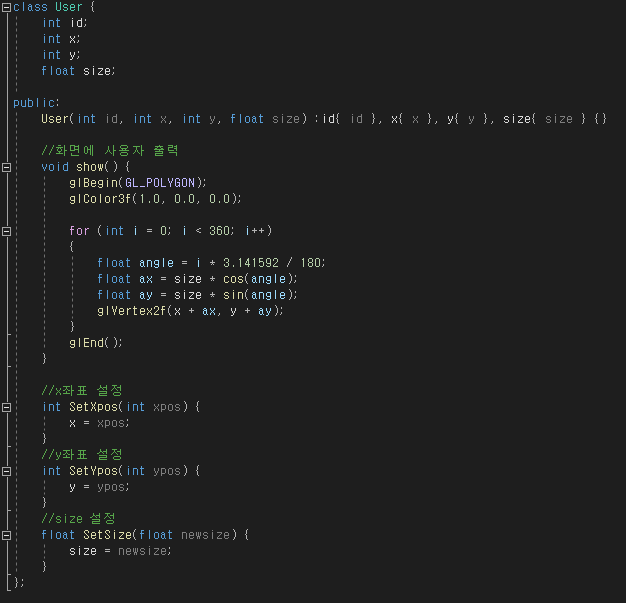 class User {
    int id;
    int x;
    int y;
    float size;

public:
    User(int id, int x, int y, float size) :id{ id }, x{ x }, y{ y }, size{ size } {}

    //화면에 사용자 출력
    void show() {
        glBegin(GL_POLYGON);
        glColor3f(1.0, 0.0, 0.0);

        for (int i = 0; i < 360; i++)
        {
            float angle = i * 3.141592 / 180;
            float ax = size * cos(angle);
            float ay = size * sin(angle);
            glVertex2f(x + ax, y + ay);
        }
        glEnd();
    }

    //x좌표 설정
    int SetXpos(int xpos) {
        x = xpos;
    }
    //y좌표 설정
    int SetYpos(int ypos) {
        y = ypos;
    }
    //size 설정
    float SetSize(float newsize) {
        size = newsize;
    }
};